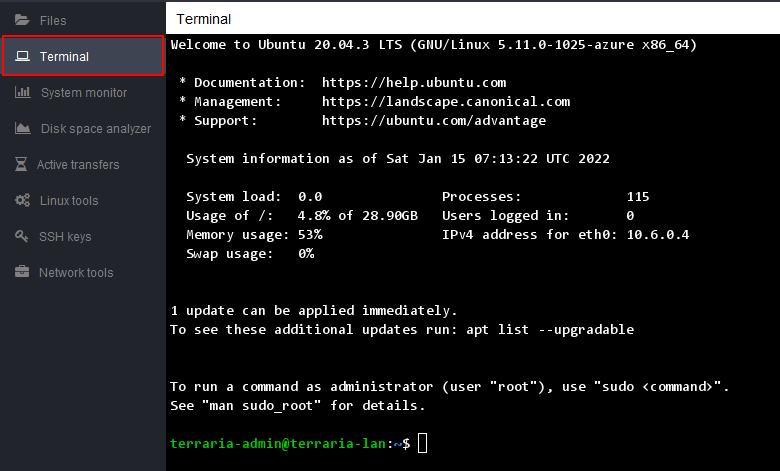 Files
Terminal
System monitor
Disk space analyzer
Active transfers
Linux tools
SSH keys
Network tools
Terminal
Welcome to Ubuntu 20.04.3 LTS (GNU/Linux 5.11.0-1025-azure x86_64)
* Documentation:  https://help.ubuntu.com
* Management:     https://landscape.canonical.com
* Support:        https://ubuntu.com/advantage
System information as of Sat Jan 15 07:13:22 UTC 2022
System load:  0.0               Processes:             115
Usage of /:   4.8% of 28.90GB   Users logged in:       0
Memory usage: 53%               IPv4 address for eth0: 10.6.0.4
Swap usage:   0%
1 update can be applied immediately.
To see these additional updates run: apt list --upgradable
To run a command as administrator (user "root"), use "sudo <command>".
See "man sudo_root" for details.
terraria-admin@terraria-lan:~$